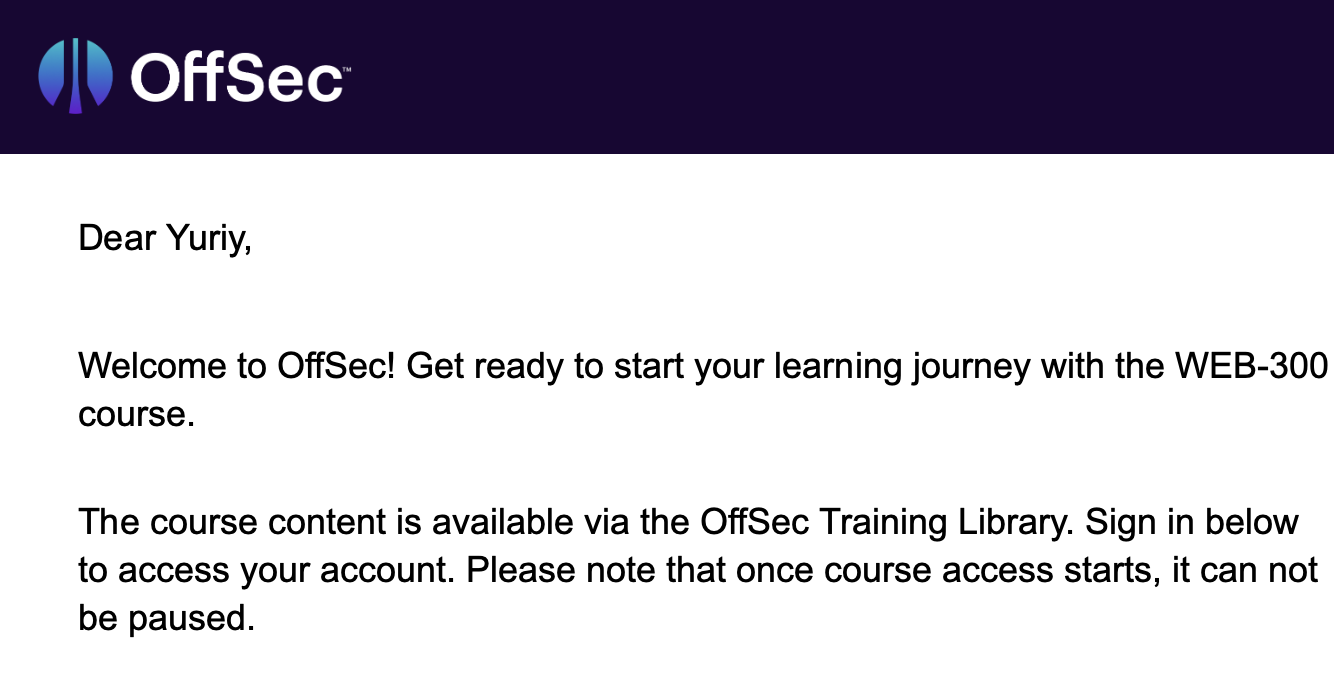 OffSec™
Dear Yuriy,
Welcome to OffSec! Get ready to start your learning journey with the WEB-300
course.
The course content is available via the OffSec Training Library. Sign in below
to access your account. Please note that once course access starts, it can not
be paused.